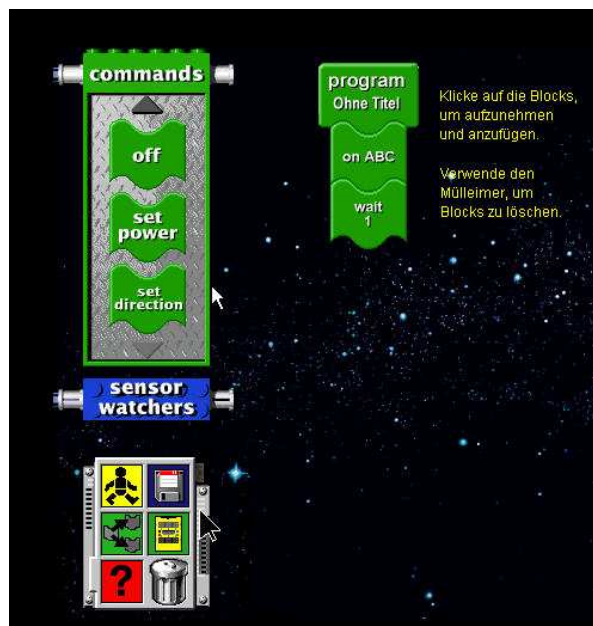 commands
off
set
power
set
direction
sensor
watchers
?
program
Ohne Titel
on ABC
wait
1
Klicke auf die Blocks,
um aufzunehmen
und anzufügen.
Verwende den
Mülleimer, um
Blocks zu löschen.